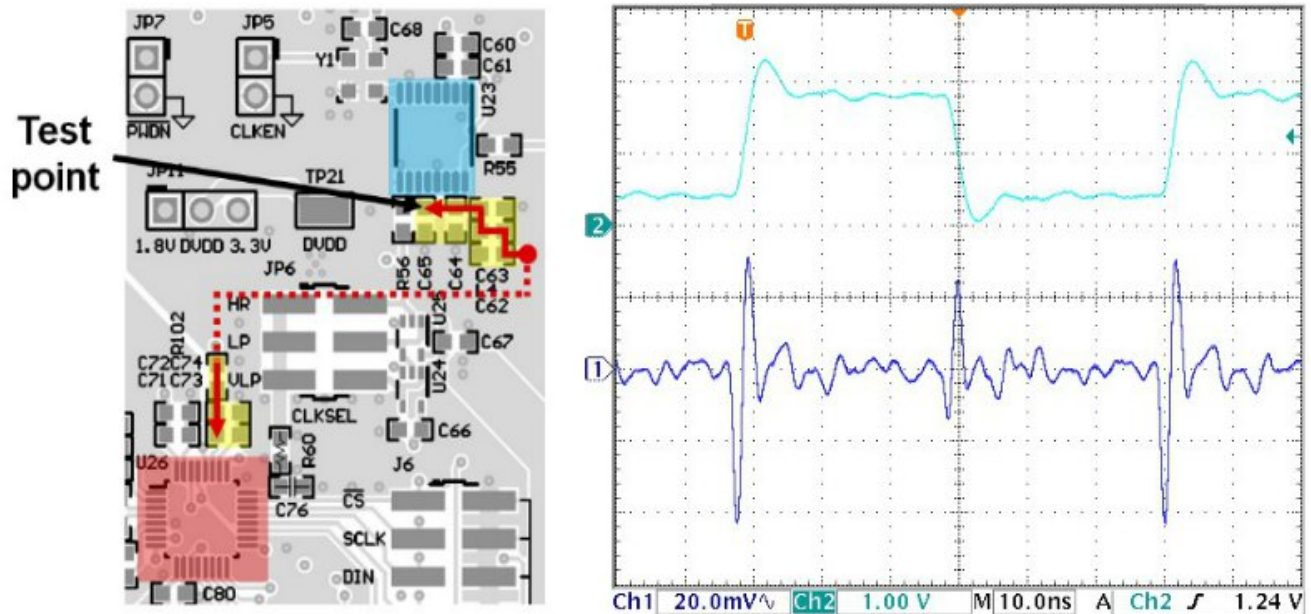 JP7
JP5
C68
C60
C61
Y1
U23
PWDN
CLKEN
Test
point
R55
JP11
TP21
1.8V DVDD 3.3V
DVDD
R56
C65
C64
C63
C62
JP6
HR
U25
R102
LP
C67
C72 C74
C71 C73
VLP
U24
CLKSEL
C66
U26
R60
J6
C76
CS
SCLK
DIN
C80
T
2
1
Ch1 20.0mV Ch2 1.00 V M 10.0ns A Ch2 1.24 V